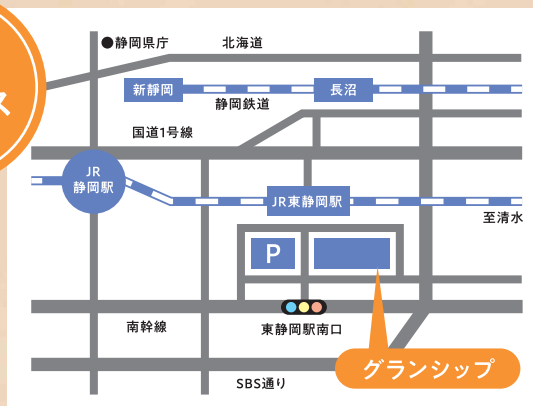 ●静岡県庁
北海道
新静岡
長沼
静岡鉄道
ス
国道1号線
JR
静岡駅
JR東静岡駅
至清水
P
南幹線
東静岡駅南口
グランシップ
SBS通り